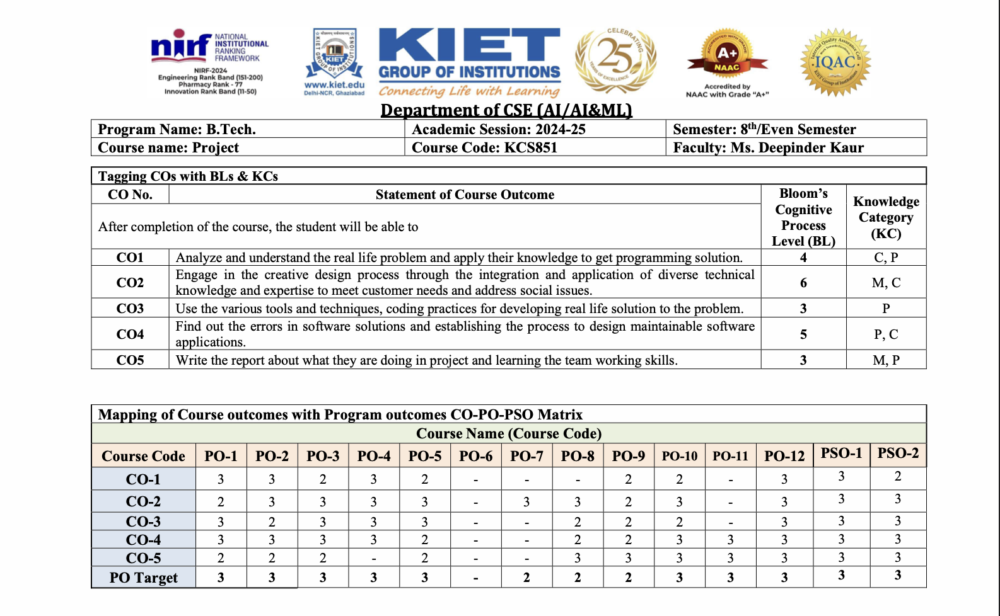 nirf NATIONAL INSTITUTIONAL RANKING FRAMEWORK
NIRF-2024
Engineering Rank Band (151-200)
Pharmacy Rank - 77
Innovation Rank Band (11-50)
KIET
KIET GROUP OF INSTITUTIONS
www.kiet.edu
Delhi-NCR, Ghaziabad
KIET
GROUP OF INSTITUTIONS
Connecting Life with Learning
CELEBRATING
25
YEARS OF EXCELLENCE
ACCREDITED WITH GRADE
A+
NAAC
Accredited by
NAAC with Grade “A+”
Internal Quality Assurance Cell
IQAC
KIET Group of Institutions
Department of CSE (AI/AI&ML)
Program Name: B.Tech. Academic Session: 2024-25 Semester: 8th/Even Semester
Course name: Project Course Code: KCS851 Faculty: Ms. Deepinder Kaur
Tagging COs with BLs & KCs
CO No. Statement of Course Outcome Bloom’s Cognitive Process Level (BL) Knowledge Category (KC)
After completion of the course, the student will be able to
CO1 Analyze and understand the real life problem and apply their knowledge to get programming solution. 4 C, P
CO2 Engage in the creative design process through the integration and application of diverse technical
knowledge and expertise to meet customer needs and address social issues. 6 M, C
CO3 Use the various tools and techniques, coding practices for developing real life solution to the problem. 3 P
CO4 Find out the errors in software solutions and establishing the process to design maintainable software
applications. 5 P, C
CO5 Write the report about what they are doing in project and learning the team working skills. 3 M, P
Mapping of Course outcomes with Program outcomes CO-PO-PSO Matrix
Course Name (Course Code)
Course Code PO-1 PO-2 PO-3 PO-4 PO-5 PO-6 PO-7 PO-8 PO-9 PO-10 PO-11 PO-12 PSO-1 PSO-2
CO-1 3 3 2 3 2 - - - 2 2 - 3 3 2
CO-2 2 3 3 3 3 - 3 3 2 3 - 3 3 3
CO-3 3 2 3 3 3 - - 2 2 2 - 3 3 3
CO-4 3 3 3 3 2 - - 2 2 3 3 3 3 3
CO-5 2 2 2 - 2 - - 3 3 3 3 3 3 3
PO Target 3 3 3 3 3 - 2 2 2 3 3 3 3 3